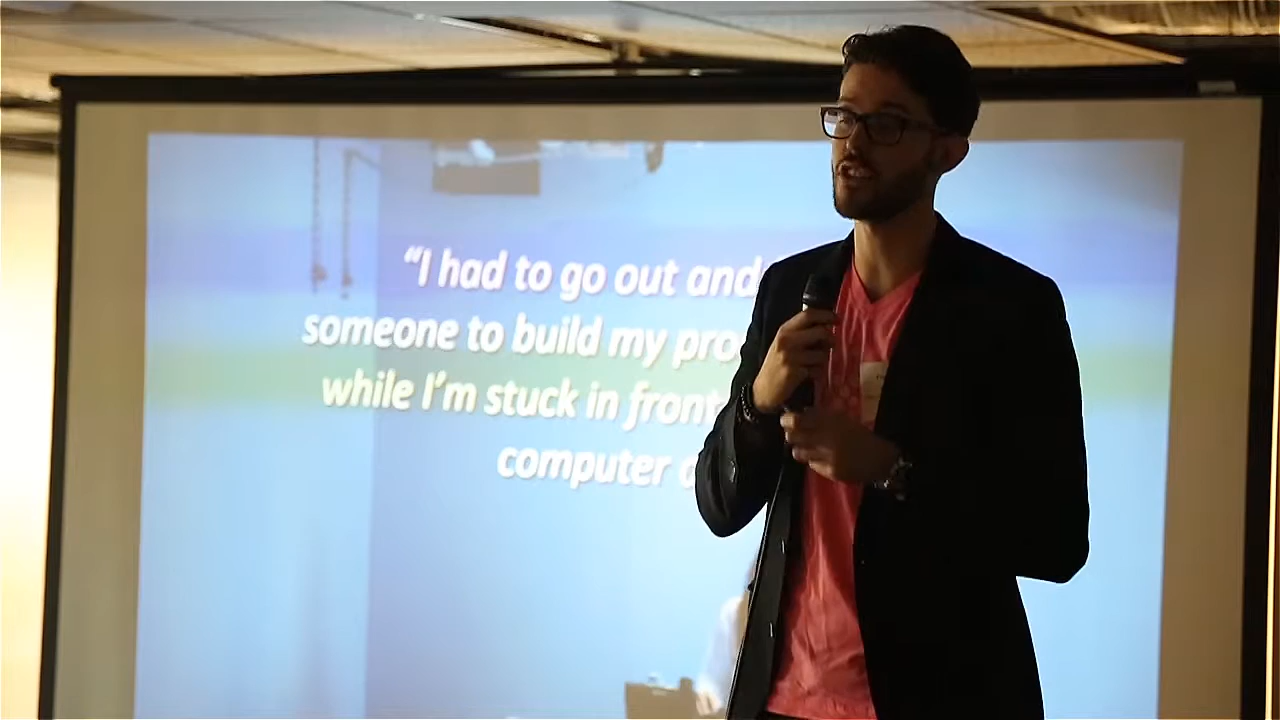 “I had to go out and
someone to build my pro
while I’m stuck in front
computer